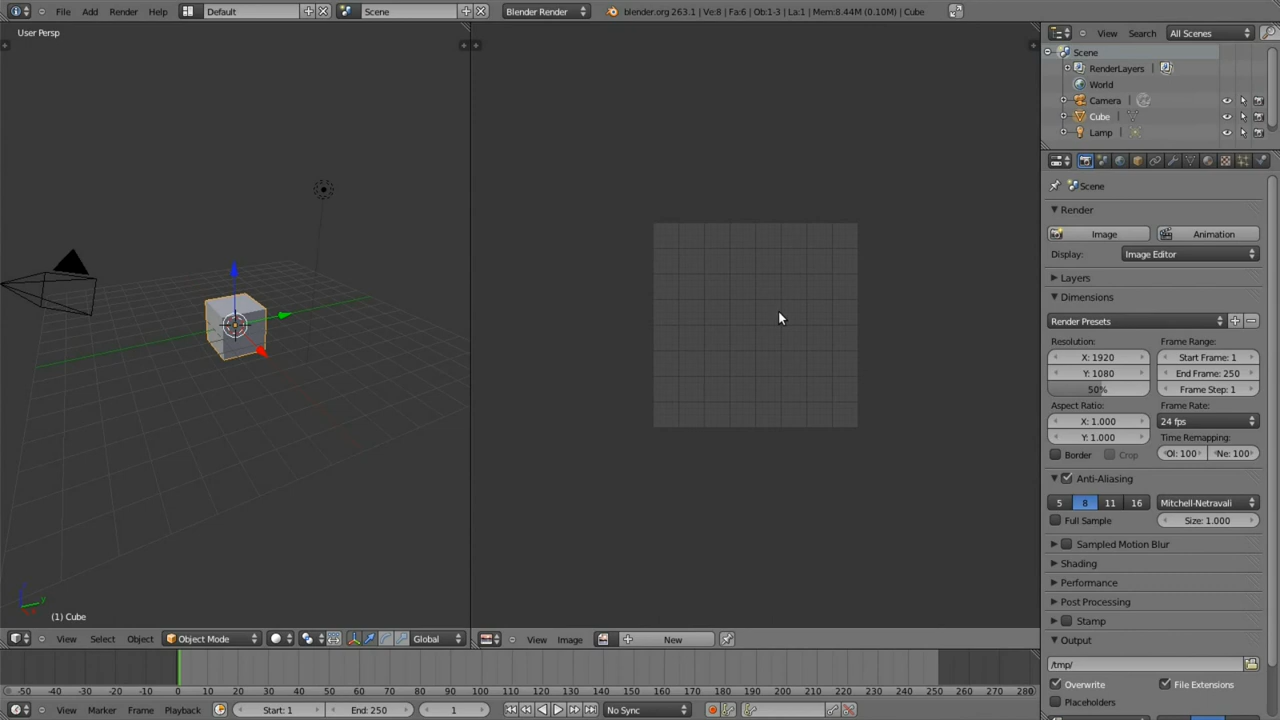 File Add Render Help Default Scene Blender Render blender.org 263.1 | Ve:8 | Fa:6 | Ob:1-3 | La:1 | Mem:8.44M (0.10M) | Cube
User Persp
(1) Cube
View Select Object Object Mode Global
View Image New
View Search All Scenes
Scene
RenderLayers
World
Camera
Cube
Lamp
Scene
Render
Image Animation
Display: Image Editor
Layers
Dimensions
Render Presets
Resolution: Frame Range:
X: 1920 Start Frame: 1
Y: 1080 End Frame: 250
50% Frame Step: 1
Aspect Ratio: Frame Rate:
X: 1.000 24 fps
Y: 1.000 Time Remapping:
Border Crop Ol: 100 Ne: 100
Anti-Aliasing
5 8 11 16 Mitchell-Netravali
Full Sample Size: 1.000
Sampled Motion Blur
Shading
Performance
Post Processing
Stamp
Output
/tmp/
Overwrite File Extensions
Placeholders
-50 -40 -30 -20 -10 0 10 20 30 40 50 60 70 80 90 100 110 120 130 140 150 160 170 180 190 200 210 220 230 240 250 260 270 280
View Marker Frame Playback Start: 1 End: 250 1 No Sync